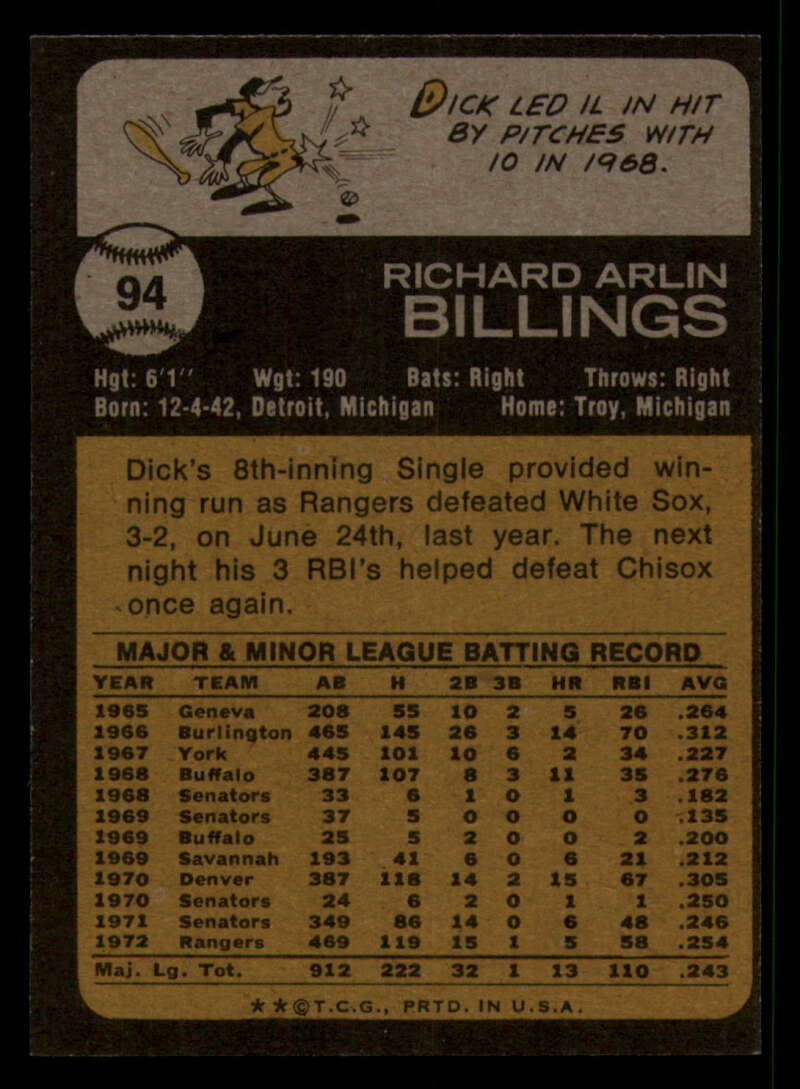 DICK LED IL IN HIT
BY PITCHES WITH
10 IN 1968.
94
RICHARD ARLIN
BILLINGS
Hgt: 6'1" Wgt: 190 Bats: Right Throws: Right
Born: 12-4-42, Detroit, Michigan Home: Troy, Michigan
Dick's 8th-inning Single provided win-
ning run as Rangers defeated White Sox,
3-2, on June 24th, last year. The next
night his 3 RBI's helped defeat Chisox
once again.
MAJOR & MINOR LEAGUE BATTING RECORD
YEAR TEAM AB H 2B 3B HR RBI AVG
1965 Geneva 208 55 10 2 5 26 .264
1966 Burlington 465 145 26 3 14 70 .312
1967 York 445 101 10 6 2 34 .227
1968 Buffalo 387 107 8 3 11 35 .276
1968 Senators 33 6 1 0 1 3 .182
1969 Senators 37 5 0 0 0 0 .135
1969 Buffalo 25 5 2 0 0 2 .200
1969 Savannah 193 41 6 0 6 21 .212
1970 Denver 387 118 14 2 15 67 .305
1970 Senators 24 6 2 0 1 1 .250
1971 Senators 349 86 14 0 6 48 .246
1972 Rangers 469 119 15 1 5 58 .254
Maj. Lg. Tot. 912 222 32 1 13 110 .243
★★©T.C.G., PRTD. IN U.S.A.